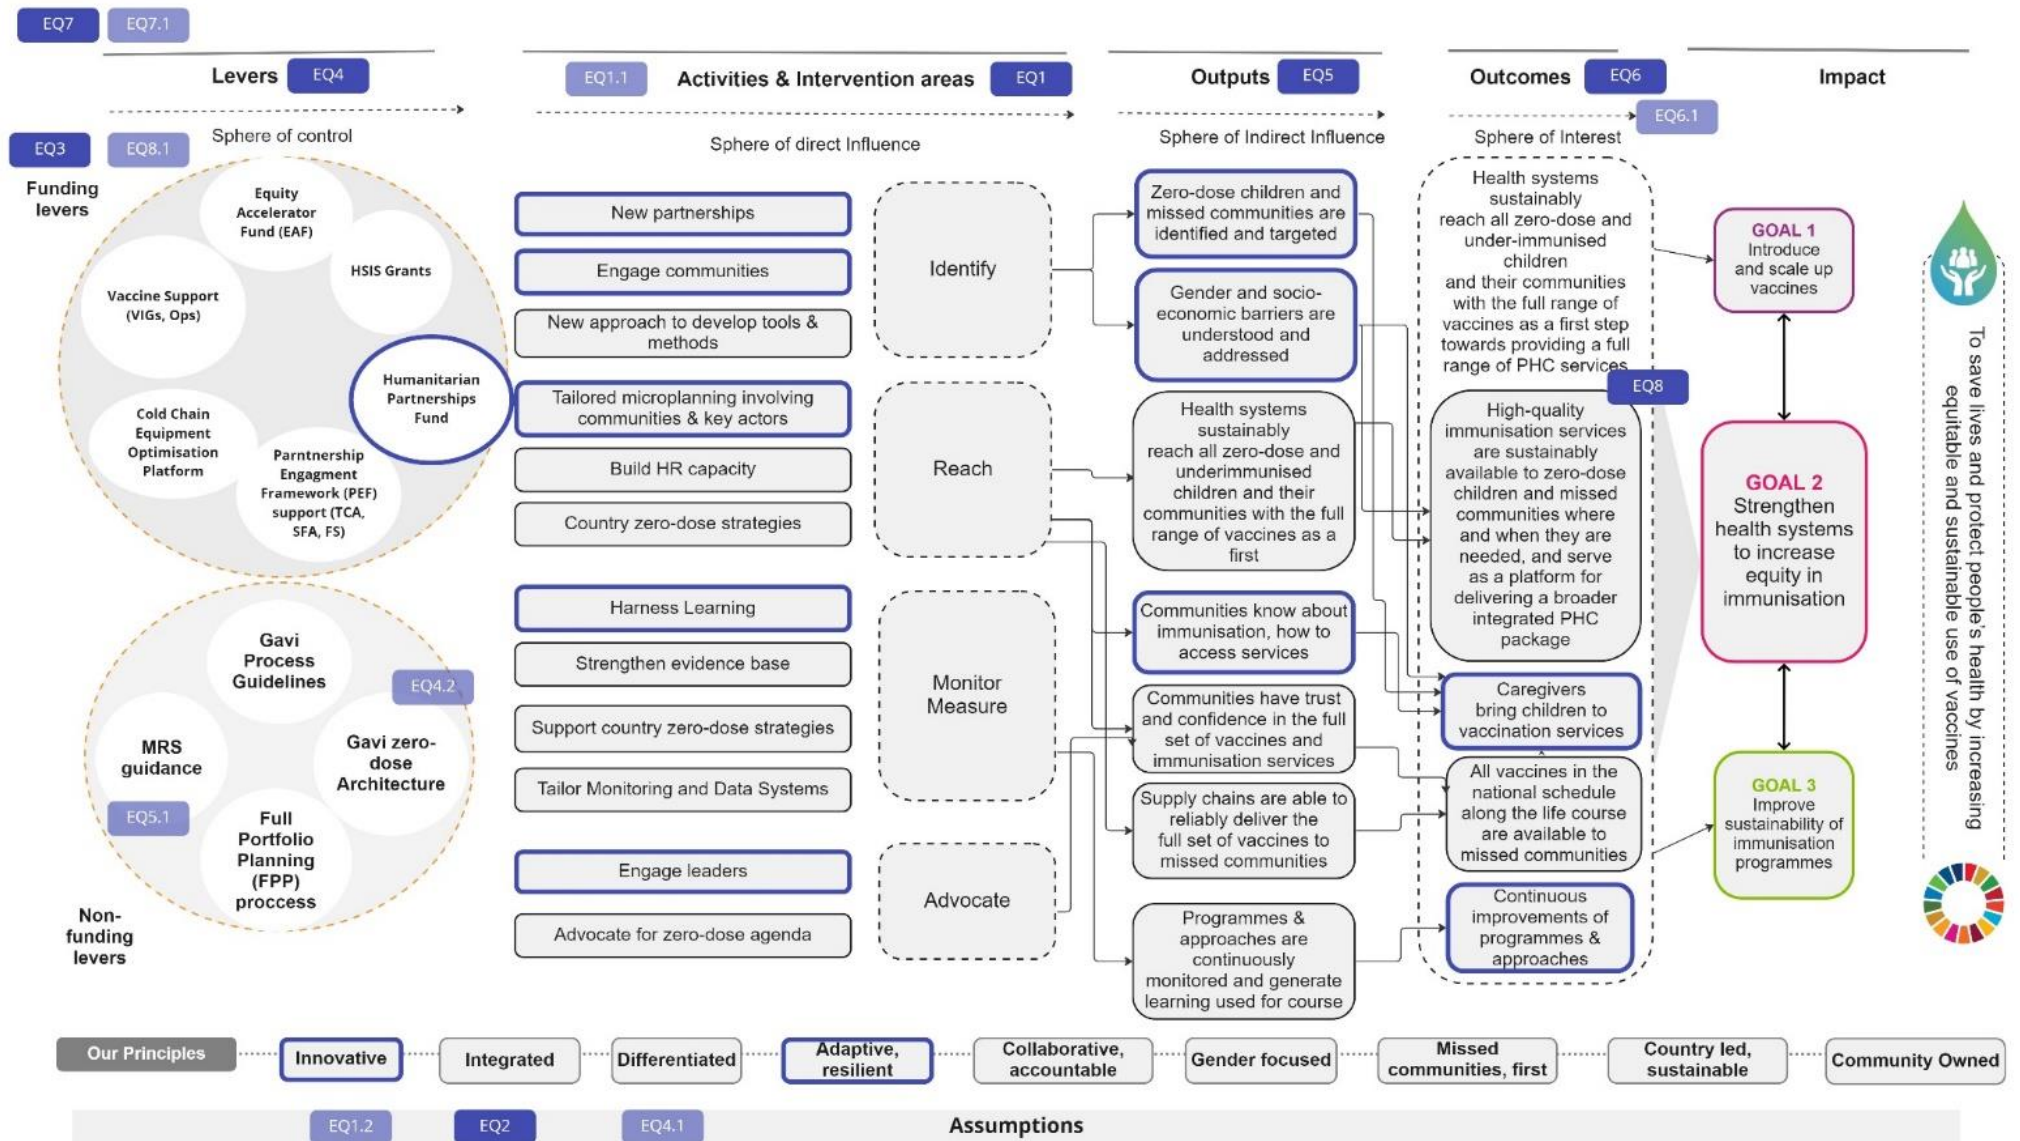 EQ7
EQ7.1
Levers
EQ4
EQ1.1
Activities & Intervention areas
EQ1
Outputs
EQ5
Outcomes
EQ6
Impact
EQ6.1
EQ3
EQ8.1
Sphere of control
Sphere of direct Influence
Sphere of Indirect Influence
Sphere of Interest
Funding
levers
Equity
Accelerator
Fund (EAF)
HSIS Grants
Vaccine Support
(VIGs, Ops)
Humanitarian
Partnerships
Fund
Cold Chain
Equipment
Optimisation
Platform
Parntnership
Engagment
Framework (PEF)
support (TCA,
SFA, FS)
Gavi
Process
Guidelines
EQ4.2
MRS
guidance
Gavi zero-
dose
Architecture
EQ5.1
Full
Portfolio
Planning
(FPP)
proccess
Non-
funding
levers
New partnerships
Engage communities
New approach to develop tools &
methods
Tailored microplanning involving
communities & key actors
Build HR capacity
Country zero-dose strategies
Harness Learning
Strengthen evidence base
Support country zero-dose strategies
Tailor Monitoring and Data Systems
Engage leaders
Advocate for zero-dose agenda
Identify
Reach
Monitor
Measure
Advocate
Zero-dose children and
missed communities are
identified and targeted
Gender and socio-
economic barriers are
understood and
addressed
Health systems
sustainably
reach all zero-dose and
underimmunised
children and their
communities with the full
range of vaccines as a
first
Communities know about
immunisation, how to
access services
Communities have trust
and confidence in the full
set of vaccines and
immunisation services
Supply chains are able to
reliably deliver the
full set of vaccines to
missed communities
Programmes &
approaches are
continuously
monitored and generate
learning used for course
Health systems
sustainably
reach all zero-dose and
under-immunised
children
and their communities
with the full range of
vaccines as a first step
towards providing a full
range of PHC services
EQ8
High-quality
immunisation services
are sustainably
available to zero-dose
children and missed
communities where
and when they are
needed, and serve
as a platform for
delivering a broader
integrated PHC
package
Caregivers
bring children to
vaccination services
All vaccines in the
national schedule
along the life course
are available to
missed communities
Continuous
improvements of
programmes &
approaches
GOAL 1
Introduce
and scale up
vaccines
GOAL 2
Strengthen
health systems
to increase
equity in
immunisation
GOAL 3
Improve
sustainability of
immunisation
programmes
To save lives and protect people's health by increasing
equitable and sustainable use of vaccines
Our Principles
Innovative
Integrated
Differentiated
Adaptive,
resilient
Collaborative,
accountable
Gender focused
Missed
communities, first
Country led,
sustainable
Community Owned
EQ1.2
EQ2
EQ4.1
Assumptions